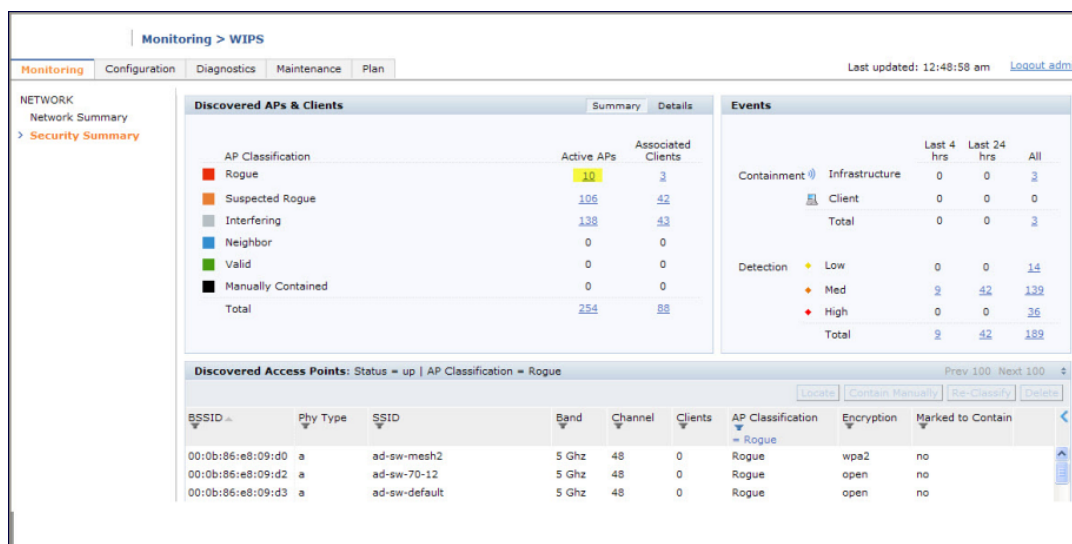 Monitoring > WIPS
Monitoring Configuration Diagnostics Maintenance Plan Last updated: 12:48:58 am Logout adm
NETWORK
Network Summary
> Security Summary
Discovered APs & Clients Summary Details
AP Classification Active APs Associated Clients
Rogue 10 3
Suspected Rogue 106 42
Interfering 138 43
Neighbor 0 0
Valid 0 0
Manually Contained 0 0
Total 254 88
Events
Last 4 hrs Last 24 hrs All
Containment Infrastructure 0 0 3
Client 0 0 0
Total 0 0 3
Detection Low 0 0 14
Med 9 42 139
High 0 0 36
Total 9 42 189
Discovered Access Points: Status = up | AP Classification = Rogue Prev 100 Next 100
Locate Contain Manually Re-Classify Delete
BSSID Phy Type SSID Band Channel Clients AP Classification Encryption Marked to Contain
= Rogue
00:0b:86:e8:09:d0 a ad-sw-mesh2 5 Ghz 48 0 Rogue wpa2 no
00:0b:86:e8:09:d2 a ad-sw-70-12 5 Ghz 48 0 Rogue open no
00:0b:86:e8:09:d3 a ad-sw-default 5 Ghz 48 0 Rogue open no